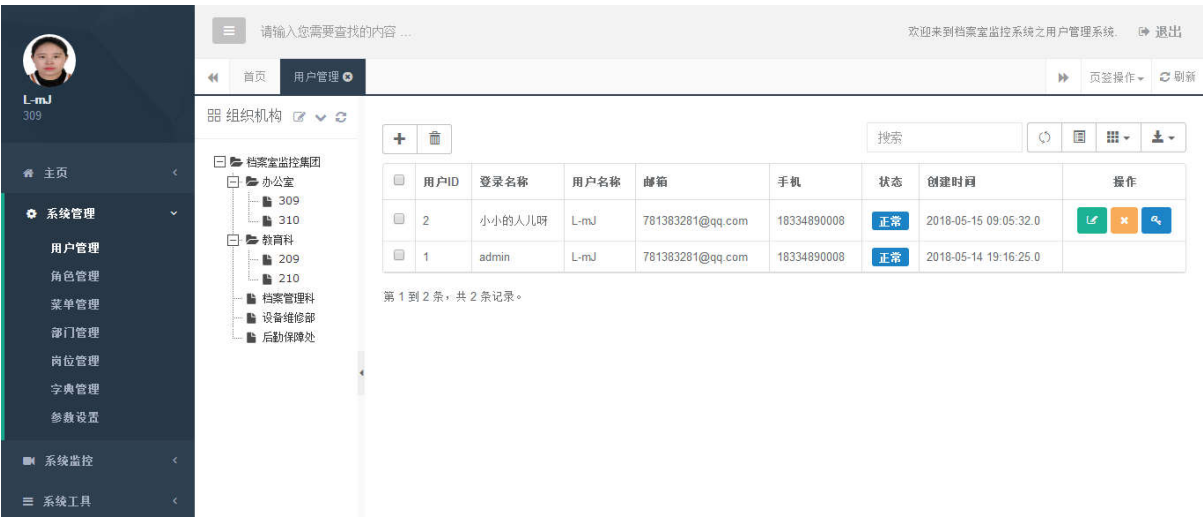 请输入您需要查找的内容 ...
欢迎来到档案室监控系统之用户管理系统.
退出
首页
用户管理
页签操作
刷新
L-mJ
309
主页
系统管理
用户管理
角色管理
菜单管理
部门管理
岗位管理
字典管理
参数设置
系统监控
系统工具
组织机构
档案室监控集团
办公室
309
310
教育科
209
210
档案管理科
设备维修部
后勤保障处
搜索
用户ID 登录名称 用户名称 邮箱 手机 状态 创建时间 操作
2 小小的人儿呀 L-mJ 781383281@qq.com 18334890008 正常 2018-05-15 09:05:32.0
1 admin L-mJ 781383281@qq.com 18334890008 正常 2018-05-14 19:16:25.0
第 1 到 2 条，共 2 条记录。